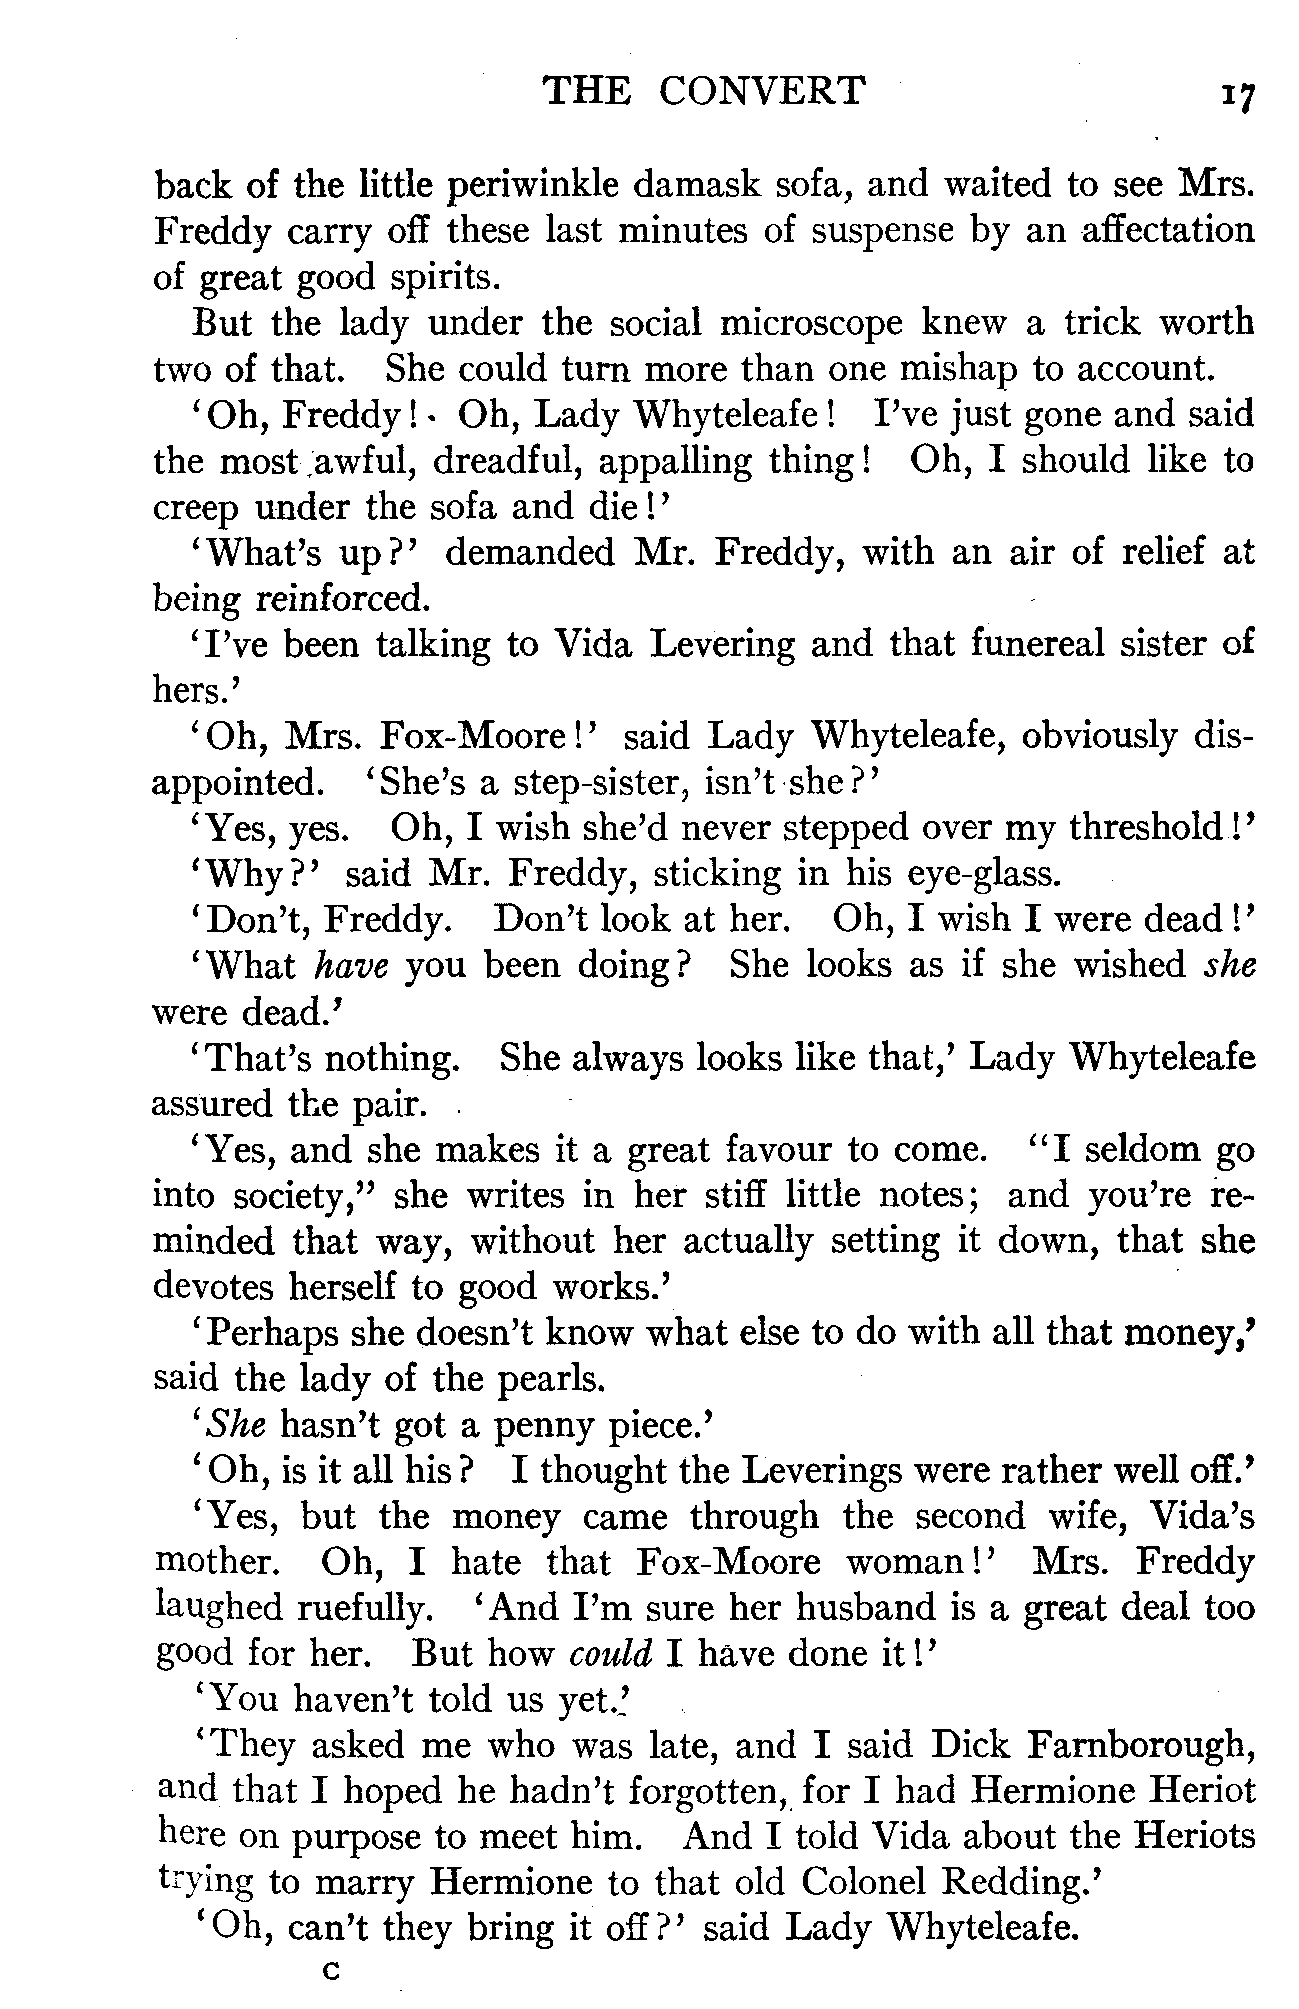 THE CONVERT 17
back of the little periwinkle damask sofa, and waited to see Mrs.
Freddy carry off these last minutes of suspense by an affectation
of great good spirits.
But the lady under the social microscope knew a trick worth
two of that. She could turn more than one mishap to account.
‘Oh, Freddy! Oh, Lady Whyteleafe! I’ve just gone and said
the most awful, dreadful, appalling thing! Oh, I should like to
creep under the sofa and die!’
‘What’s up?’ demanded Mr. Freddy, with an air of relief at
being reinforced.
‘I’ve been talking to Vida Levering and that funereal sister of
hers.’
‘Oh, Mrs. Fox-Moore!’ said Lady Whyteleafe, obviously dis-
appointed. ‘She’s a step-sister, isn’t she?’
‘Yes, yes. Oh, I wish she’d never stepped over my threshold!’
‘Why?’ said Mr. Freddy, sticking in his eye-glass.
‘Don’t, Freddy. Don’t look at her. Oh, I wish I were dead!’
‘What have you been doing? She looks as if she wished she
were dead.’
‘That’s nothing. She always looks like that,’ Lady Whyteleafe
assured the pair.
‘Yes, and she makes it a great favour to come. “I seldom go
into society,” she writes in her stiff little notes; and you’re re-
minded that way, without her actually setting it down, that she
devotes herself to good works.’
‘Perhaps she doesn’t know what else to do with all that money,’
said the lady of the pearls.
‘She hasn’t got a penny piece.’
‘Oh, is it all his? I thought the Leverings were rather well off.’
‘Yes, but the money came through the second wife, Vida’s
mother. Oh, I hate that Fox-Moore woman!’ Mrs. Freddy
laughed ruefully. ‘And I’m sure her husband is a great deal too
good for her. But how could I have done it!’
‘You haven’t told us yet.’
‘They asked me who was late, and I said Dick Farnborough,
and that I hoped he hadn’t forgotten, for I had Hermione Heriot
here on purpose to meet him. And I told Vida about the Heriots
trying to marry Hermione to that old Colonel Redding.’
‘Oh, can’t they bring it off?’ said Lady Whyteleafe.
C